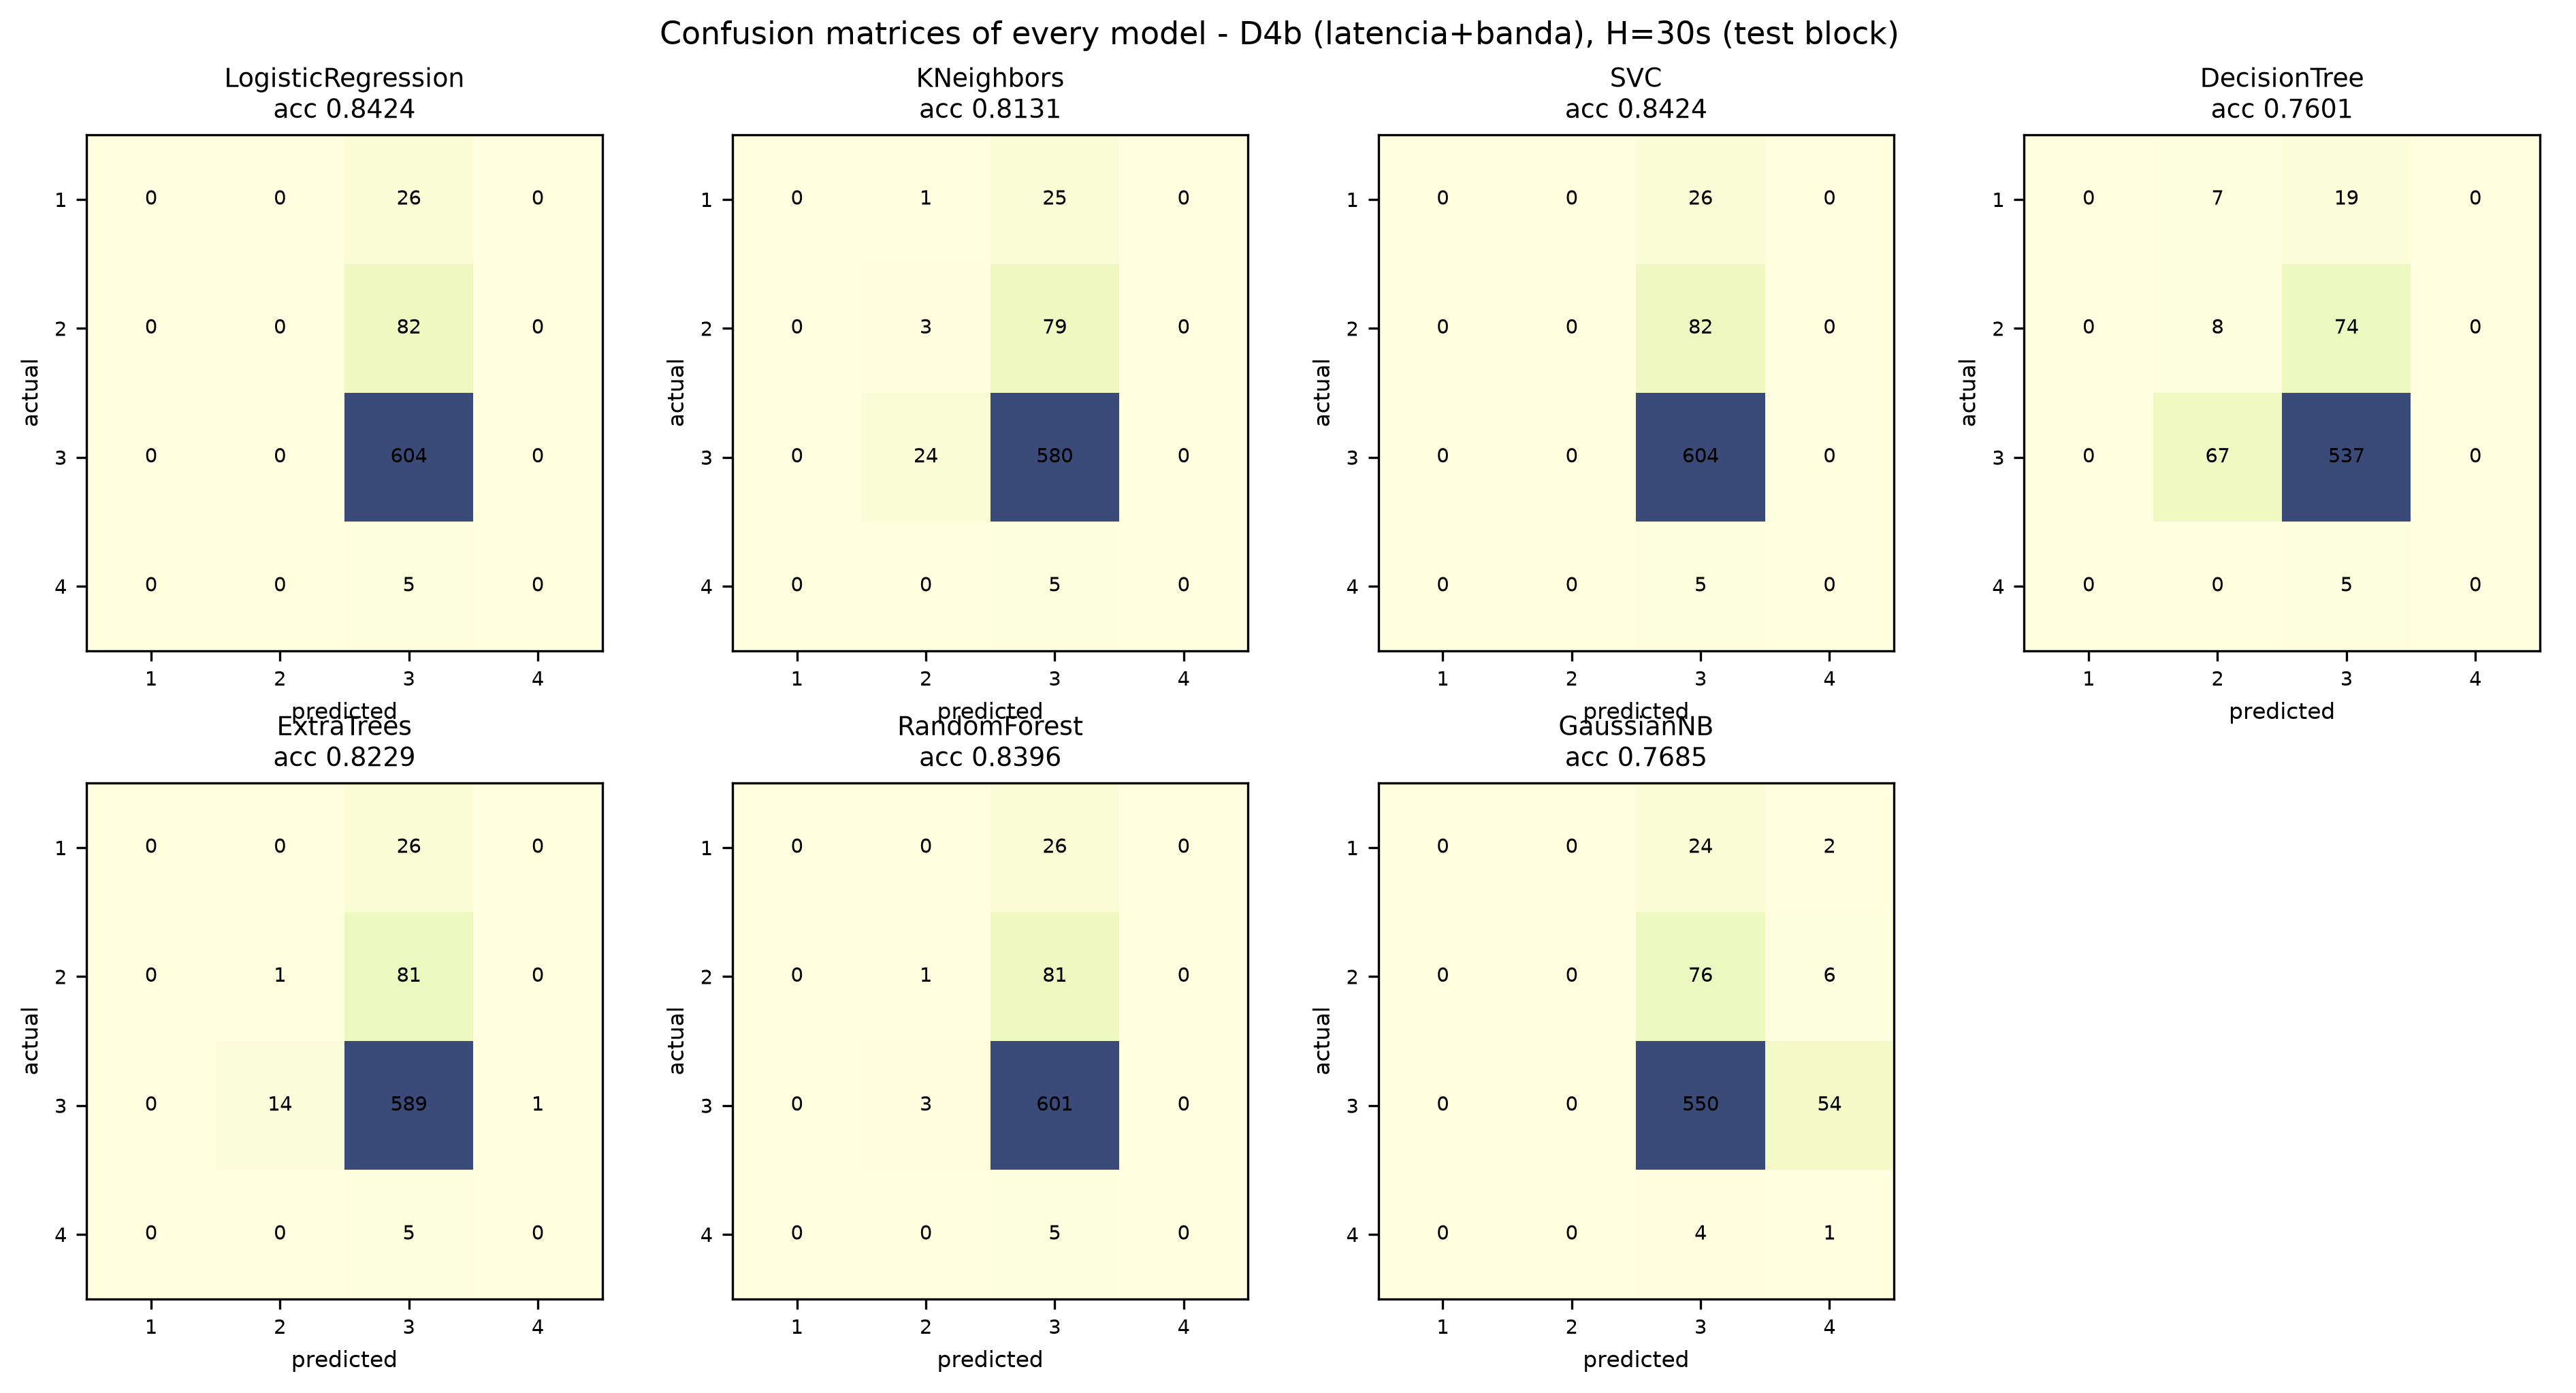 Confusion matrices of every model - D4b (latencia+banda), H=30s (test block)
LogisticRegression
acc 0.8424
actual
1 0 0 26 0
2 0 0 82 0
3 0 0 604 0
4 0 0 5 0
1 2 3 4
predicted
KNeighbors
acc 0.8131
actual
1 0 1 25 0
2 0 3 79 0
3 0 24 580 0
4 0 0 5 0
1 2 3 4
predicted
SVC
acc 0.8424
actual
1 0 0 26 0
2 0 0 82 0
3 0 0 604 0
4 0 0 5 0
1 2 3 4
predicted
DecisionTree
acc 0.7601
actual
1 0 7 19 0
2 0 8 74 0
3 0 67 537 0
4 0 0 5 0
1 2 3 4
predicted
ExtraTrees
acc 0.8229
actual
1 0 0 26 0
2 0 1 81 0
3 0 14 589 1
4 0 0 5 0
1 2 3 4
predicted
RandomForest
acc 0.8396
actual
1 0 0 26 0
2 0 1 81 0
3 0 3 601 0
4 0 0 5 0
1 2 3 4
predicted
GaussianNB
acc 0.7685
actual
1 0 0 24 2
2 0 0 76 6
3 0 0 550 54
4 0 0 4 1
1 2 3 4
predicted